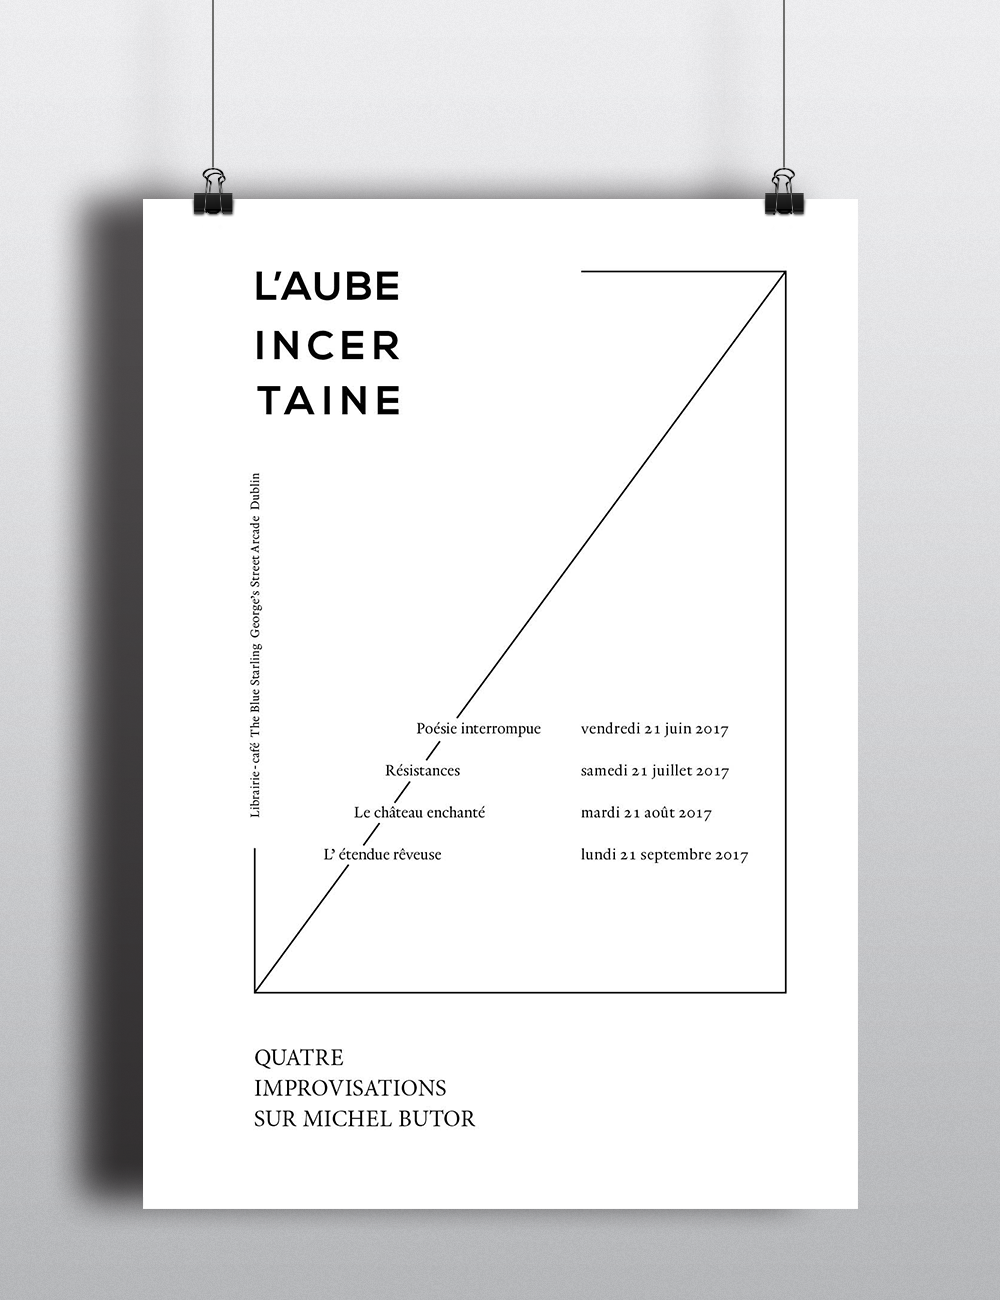 L'AUBE
INCER
TAINE
Librairie-café The Blue Starling George's Street Arcade Dublin
Poésie interrompue vendredi 21 juin 2017
Résistances samedi 21 juillet 2017
Le château enchanté mardi 21 août 2017
L' étendue rêveuse lundi 21 septembre 2017
QUATRE
IMPROVISATIONS
SUR MICHEL BUTOR